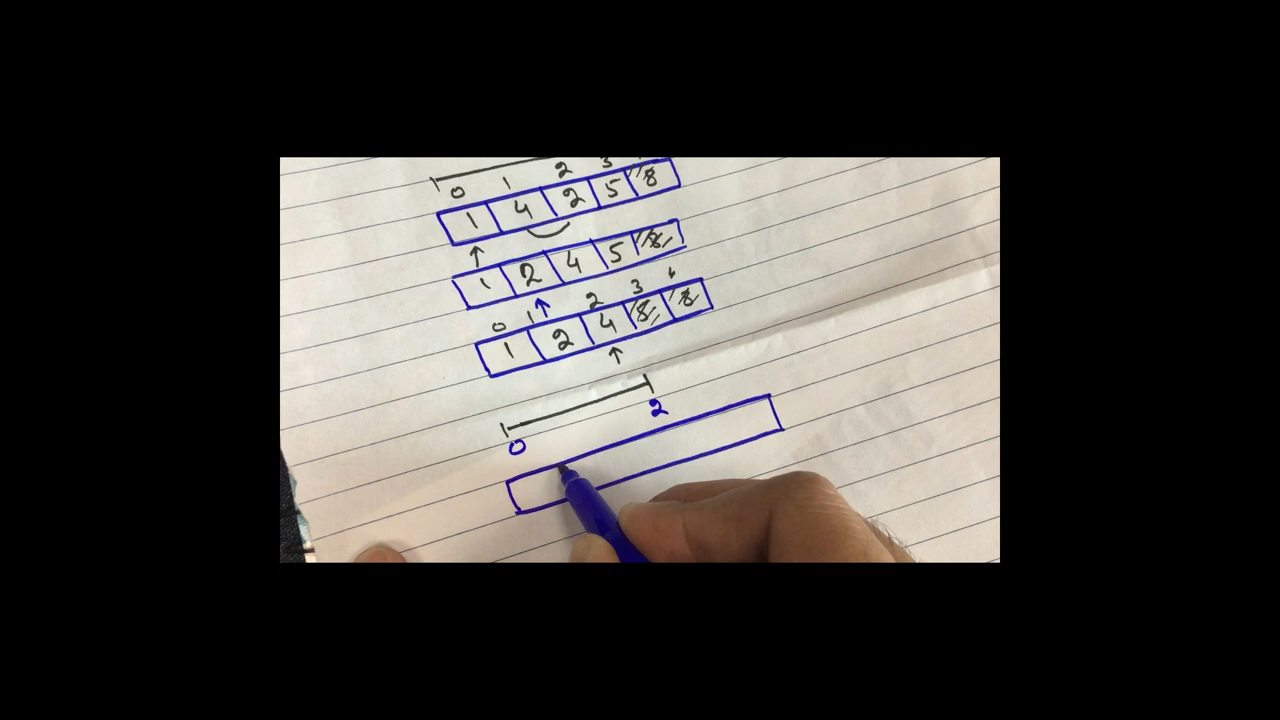 0 1 2 3
1 4 2 5 8
1 2 4 5 8
0 1 2 3
1 2 4 8 8
0 2